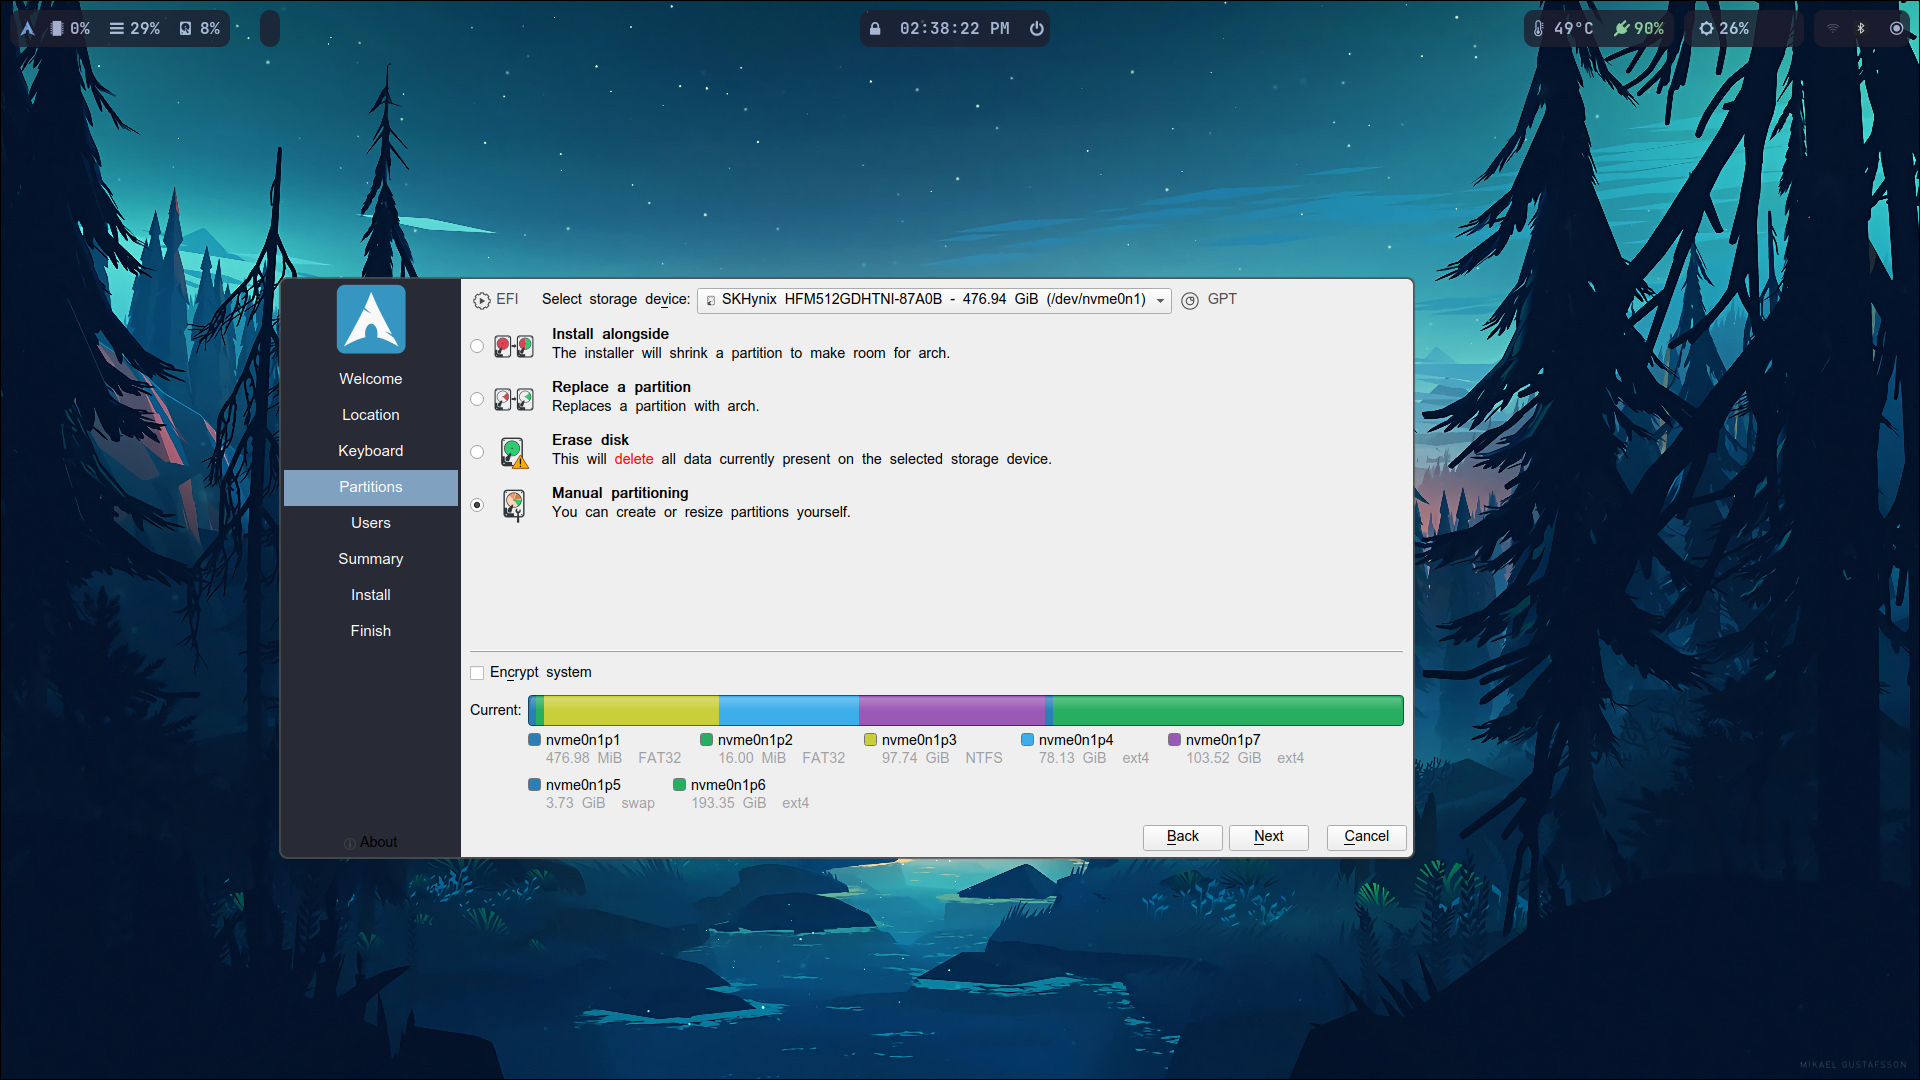 0% 29% 8% 02:38:22 PM 49°C 90% 26%
EFI Select storage device: SKHynix HFM512GDHTNI-87A0B - 476.94 GiB (/dev/nvme0n1) GPT
Install alongside
The installer will shrink a partition to make room for arch.
Replace a partition
Replaces a partition with arch.
Erase disk
This will delete all data currently present on the selected storage device.
Manual partitioning
You can create or resize partitions yourself.
Welcome
Location
Keyboard
Partitions
Users
Summary
Install
Finish
About
Encrypt system
Current:
nvme0n1p1 nvme0n1p2 nvme0n1p3 nvme0n1p4 nvme0n1p7
476.98 MiB FAT32 16.00 MiB FAT32 97.74 GiB NTFS 78.13 GiB ext4 103.52 GiB ext4
nvme0n1p5 nvme0n1p6
3.73 GiB swap 193.35 GiB ext4
Back Next Cancel
MIKAEL GUSTAFSSON